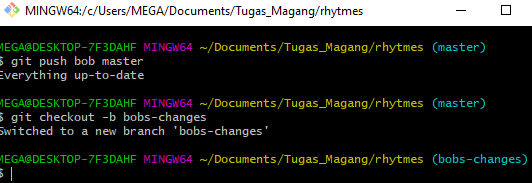 MINGW64:/c/Users/MEGA/Documents/Tugas_Magang/rhytmes
MEGA@DESKTOP-7F3DAHF MINGW64 ~/Documents/Tugas_Magang/rhytmes (master)
$ git push bob master
Everything up-to-date
MEGA@DESKTOP-7F3DAHF MINGW64 ~/Documents/Tugas_Magang/rhytmes (master)
$ git checkout -b bobs-changes
Switched to a new branch 'bobs-changes'
MEGA@DESKTOP-7F3DAHF MINGW64 ~/Documents/Tugas_Magang/rhytmes (bobs-changes)
$